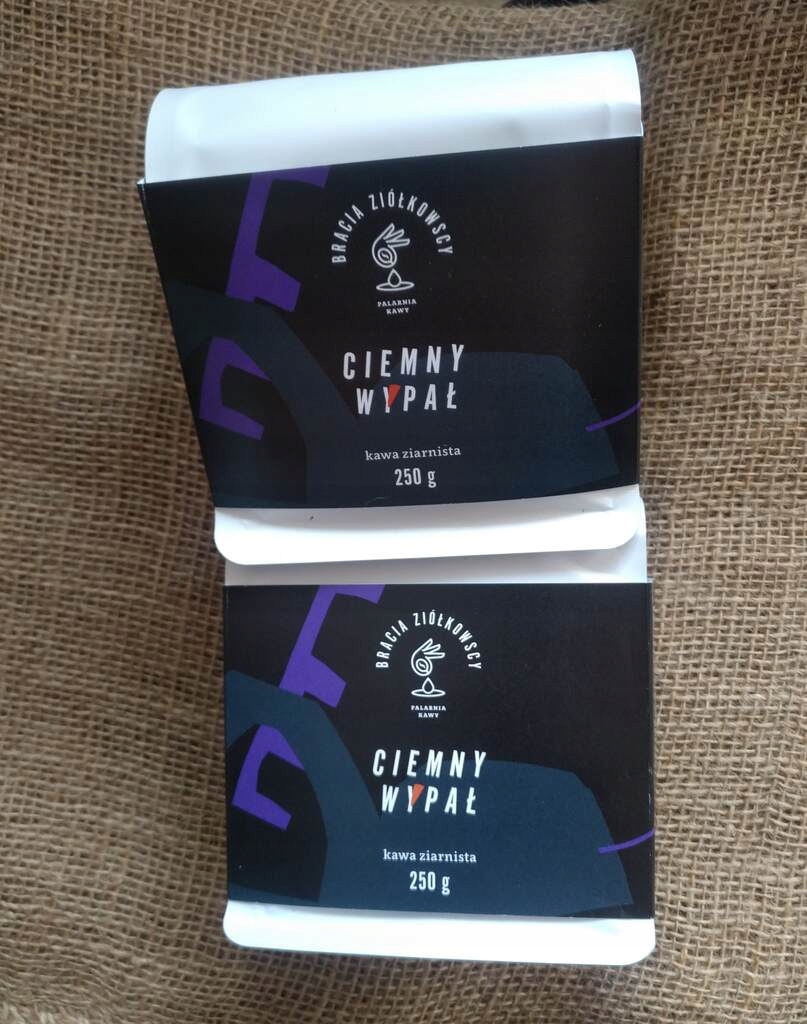 BRACIA ZIÓŁKOWSCY
PALARNIA
KAWY
CIEMNY
WYPAŁ
kawa ziarnista
250 g
BRACIA ZIÓŁKOWSCY
PALARNIA
KAWY
CIEMNY
WYPAŁ
kawa ziarnista
250 g